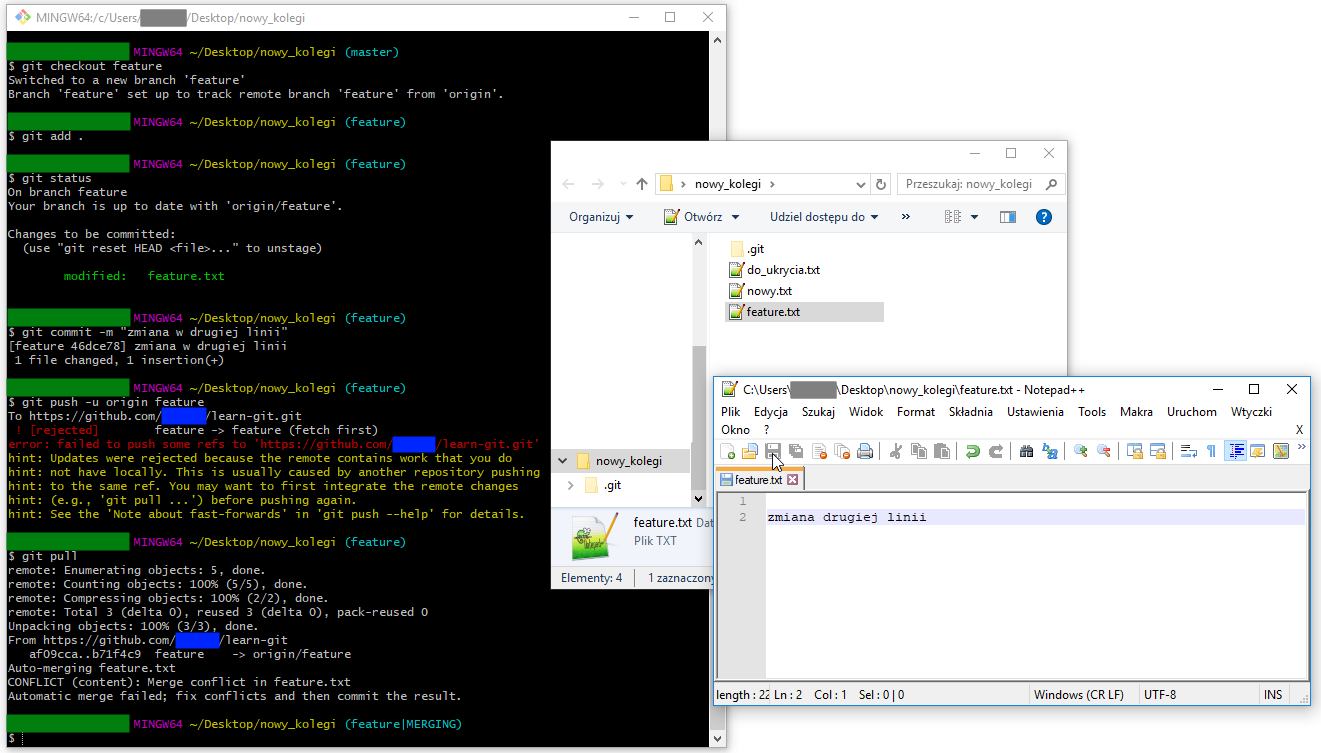 MINGW64:/c/Users/ /Desktop/nowy_kolegi
MINGW64 ~/Desktop/nowy_kolegi (master)
$ git checkout feature
Switched to a new branch 'feature'
Branch 'feature' set up to track remote branch 'feature' from 'origin'.
MINGW64 ~/Desktop/nowy_kolegi (feature)
$ git add .
MINGW64 ~/Desktop/nowy_kolegi (feature)
$ git status
On branch feature
Your branch is up to date with 'origin/feature'.
Changes to be committed:
(use "git reset HEAD <file>..." to unstage)
modified: feature.txt
MINGW64 ~/Desktop/nowy_kolegi (feature)
$ git commit -m "zmiana w drugiej linii"
[feature 46dce78] zmiana w drugiej linii
1 file changed, 1 insertion(+)
MINGW64 ~/Desktop/nowy_kolegi (feature)
$ git push -u origin feature
To https://github.com/ /learn-git.git
! [rejected] feature -> feature (fetch first)
error: failed to push some refs to 'https://github.com/ /learn-git.git'
hint: Updates were rejected because the remote contains work that you do
hint: not have locally. This is usually caused by another repository pushing
hint: to the same ref. You may want to first integrate the remote changes
hint: (e.g., 'git pull ...') before pushing again.
hint: See the 'Note about fast-forwards' in 'git push --help' for details.
MINGW64 ~/Desktop/nowy_kolegi (feature)
$ git pull
remote: Enumerating objects: 5, done.
remote: Counting objects: 100% (5/5), done.
remote: Compressing objects: 100% (2/2), done.
remote: Total 3 (delta 0), reused 3 (delta 0), pack-reused 0
Unpacking objects: 100% (3/3), done.
From https://github.com/ /learn-git
af09cca..b71f4c9 feature -> origin/feature
Auto-merging feature.txt
CONFLICT (content): Merge conflict in feature.txt
Automatic merge failed; fix conflicts and then commit the result.
MINGW64 ~/Desktop/nowy_kolegi (feature|MERGING)
$
nowy_kolegi
Przeszukaj: nowy_kolegi
Organizuj Otwórz Udziel dostępu do »
.git
do_ukrycia.txt
nowy.txt
feature.txt
nowy_kolegi
.git
feature.txt Dat
Plik TXT
Elementy: 4 1 zaznaczony
C:\Users\ \Desktop\nowy_kolegi\feature.txt - Notepad++
Plik Edycja Szukaj Widok Format Składnia Ustawienia Tools Makra Uruchom Wtyczki
Okno ? X
feature.txt
1
2 zmiana drugiej linii
length : 22 Ln : 2 Col : 1 Sel : 0 | 0 Windows (CR LF) UTF-8 INS